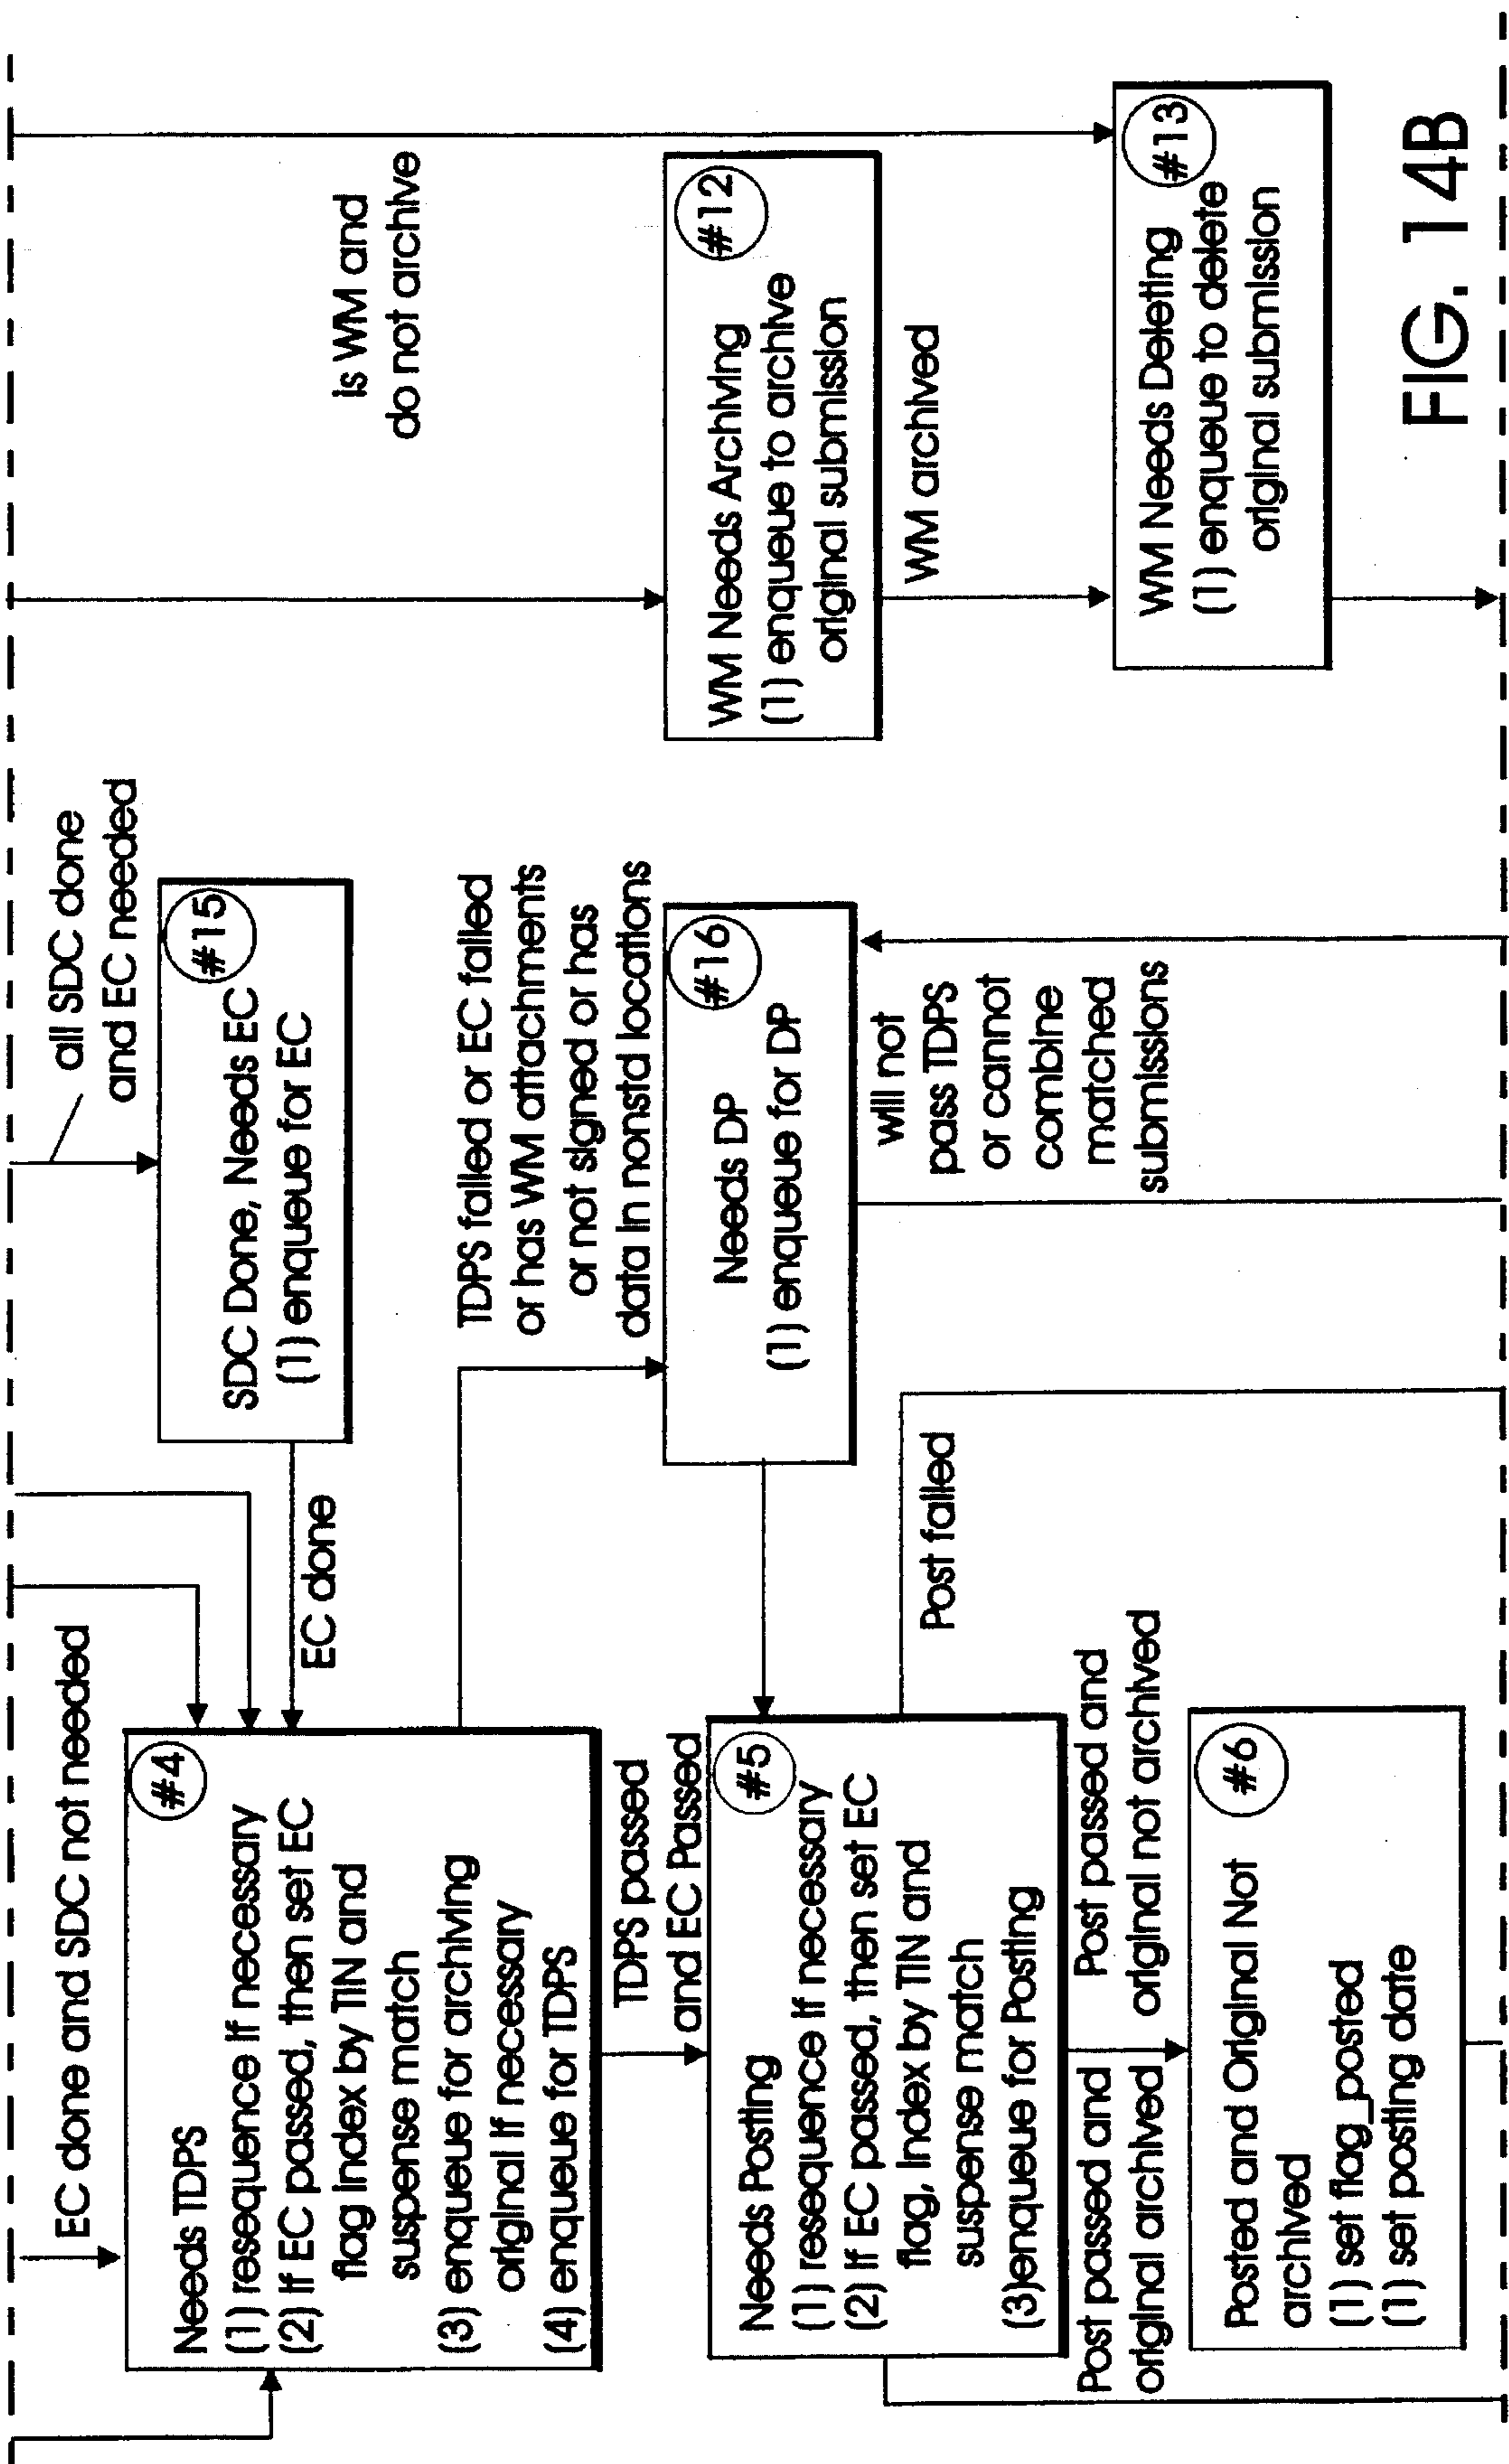 EC done and SDC not needed
all SDC done
and EC needed
is WM and
do not archive
#4
Needs TDPS
(1) resequence if necessary
(2) if EC passed, then set EC
flag index by TIN and
suspense match
(3) enqueue for archiving
original if necessary
(4) enqueue for TDPS
EC done
#15
SDC Done, Needs EC
(1) enqueue for EC
TDPS failed or EC failed
or has WM attachments
or not signed or has
data in nonstd locations
TDPS passed
and EC Passed
#16
Needs DP
(1) enqueue for DP
#12
WM Needs Archiving
(1) enqueue to archive
original submission
#5
Needs Posting
(1) resequence if necessary
(2) if EC passed, then set EC
flag, index by TIN and
suspense match
(3)enqueue for Posting
Post failed
will not
pass TDPS
or cannot
combine
matched
submissions
WM archived
Post passed and
original archived
Post passed and
original not archived
#6
Posted and Original Not
archived
(1) set flag_posted
(1) set posting date
#13
WM Needs Deleting
(1) enqueue to delete
original submission
FIG. 14B